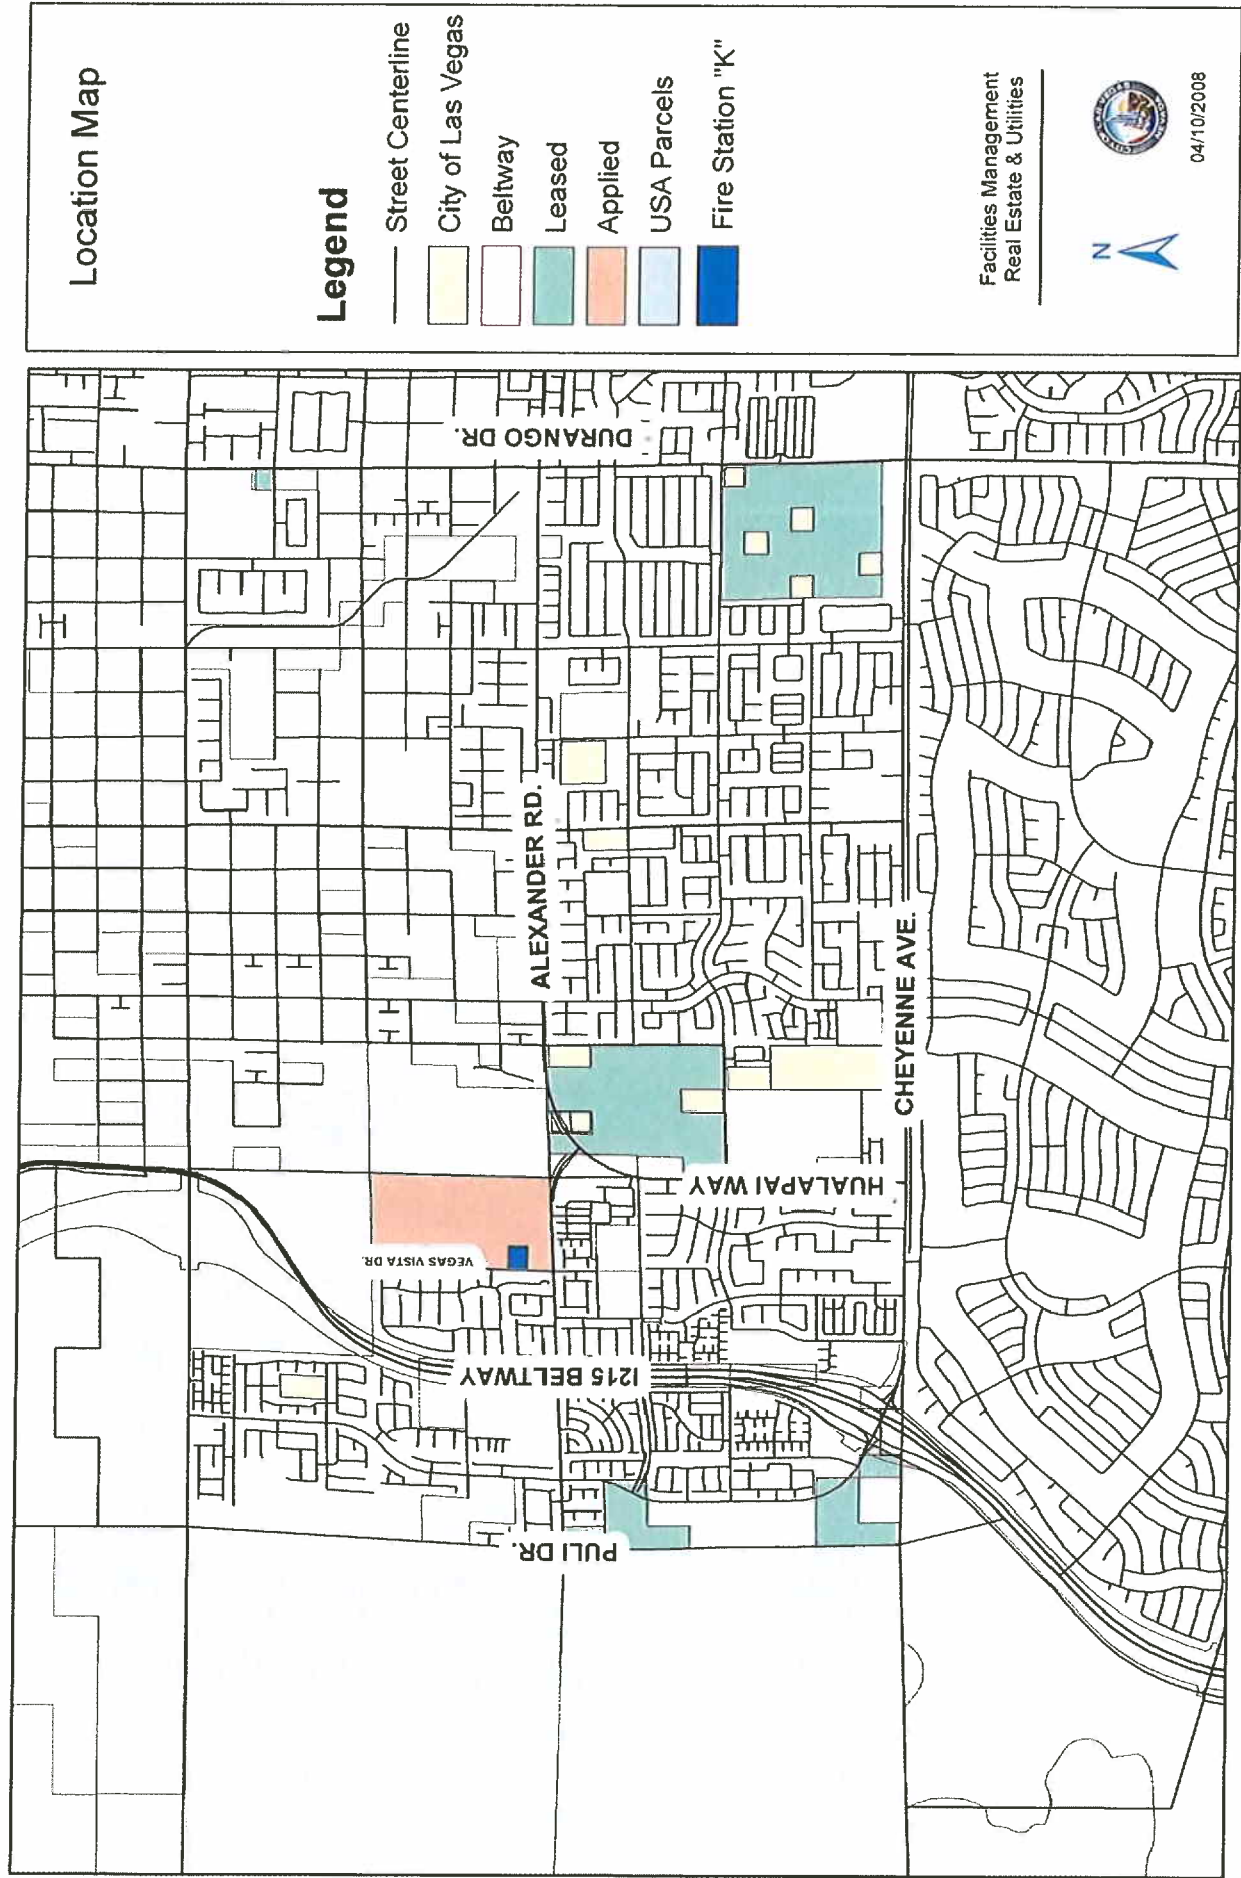 Location Map
Legend
Street Centerline
City of Las Vegas
Beltway
Leased
Applied
USA Parcels
Fire Station "K"
Facilities Management
Real Estate & Utilities
N
04/10/2008
DURANGO DR.
ALEXANDER RD.
CHEYENNE AVE.
HUALAPAI WAY
VEGAS VISTA DR.
I215 BELTWAY
PULI DR.